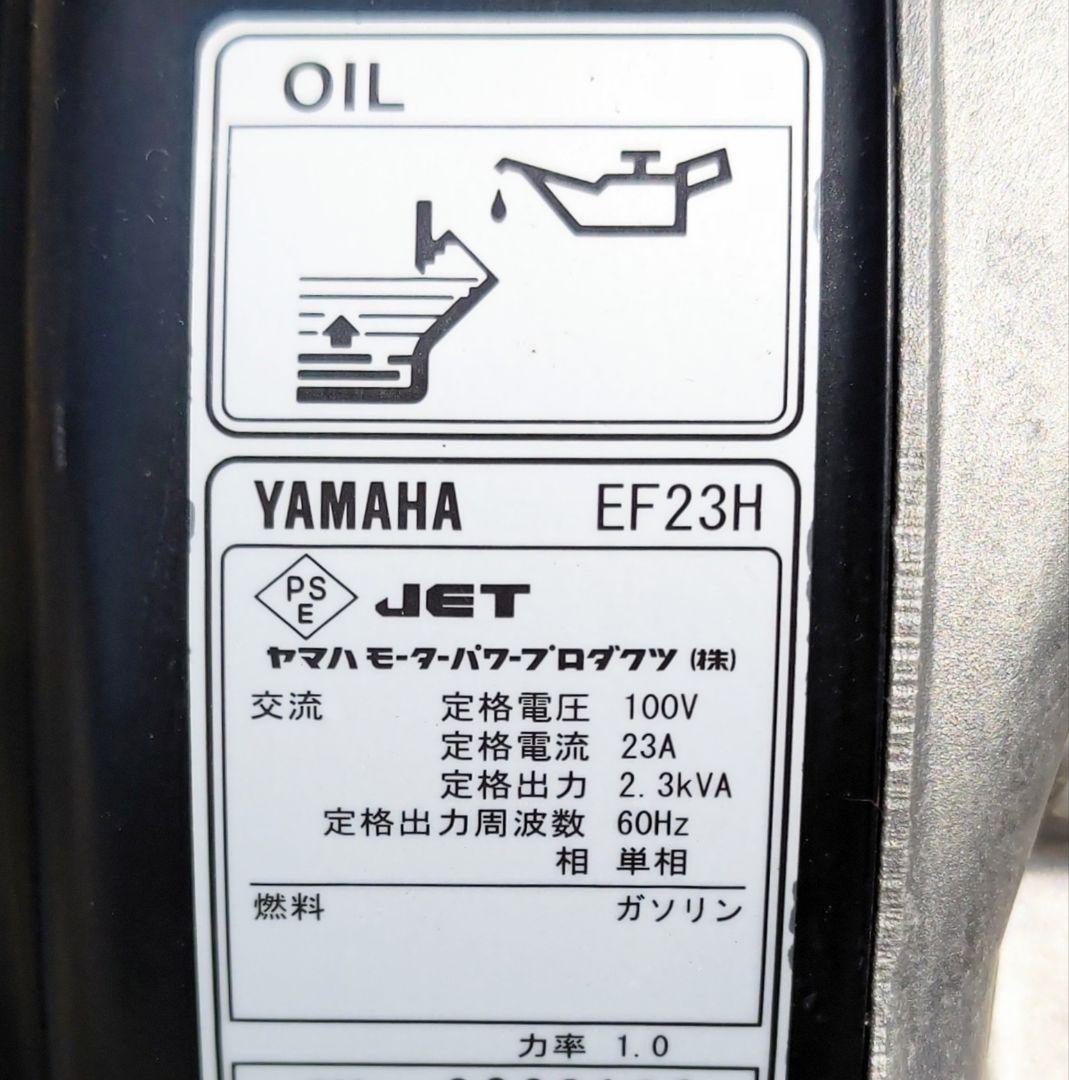 OIL
YAMAHA EF23H
PSE JET
ヤマハモーターパワープロダクツ(株)
交流 定格電圧 100V
定格電流 23A
定格出力 2.3kVA
定格出力周波数 60Hz
相 単相
燃料 ガソリン
力率 1.0